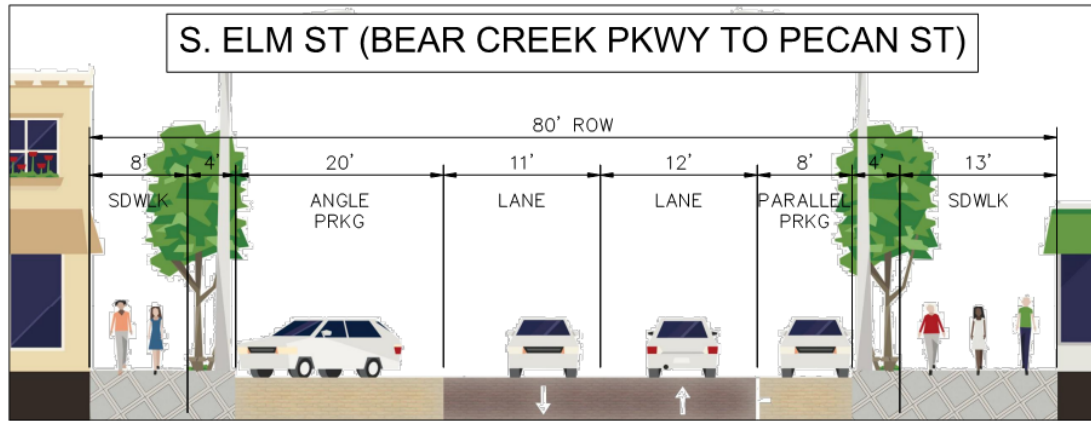 S. ELM ST (BEAR CREEK PKWY TO PECAN ST)
80' ROW
8' 4' 20' 11' 12' 8' 4' 13'
SDWLK ANGLE LANE LANE PARALLEL SDWLK
PRKG PRKG